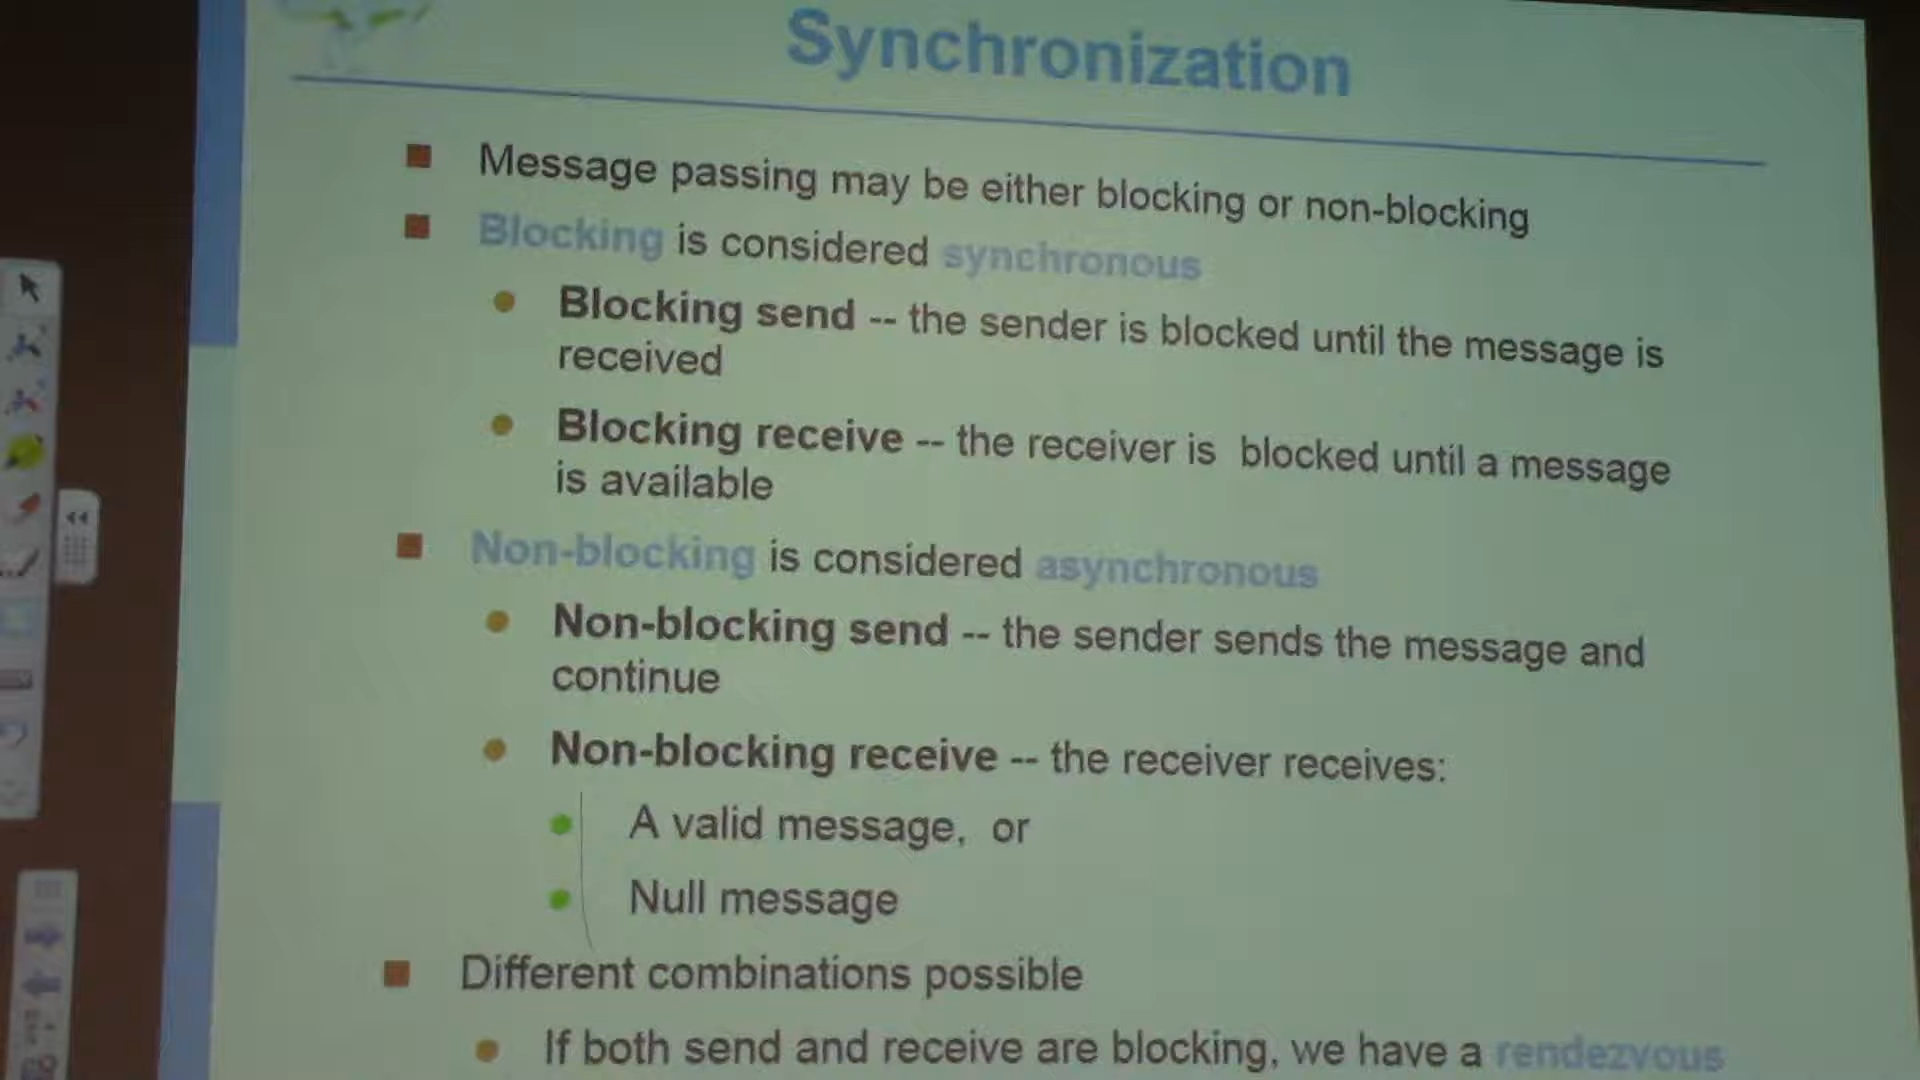 Synchronization
Message passing may be either blocking or non-blocking
Blocking is considered synchronous
Blocking send -- the sender is blocked until the message is
received
Blocking receive -- the receiver is blocked until a message
is available
Non-blocking is considered asynchronous
Non-blocking send -- the sender sends the message and
continue
Non-blocking receive -- the receiver receives:
A valid message, or
Null message
Different combinations possible
If both send and receive are blocking, we have a rendezvous